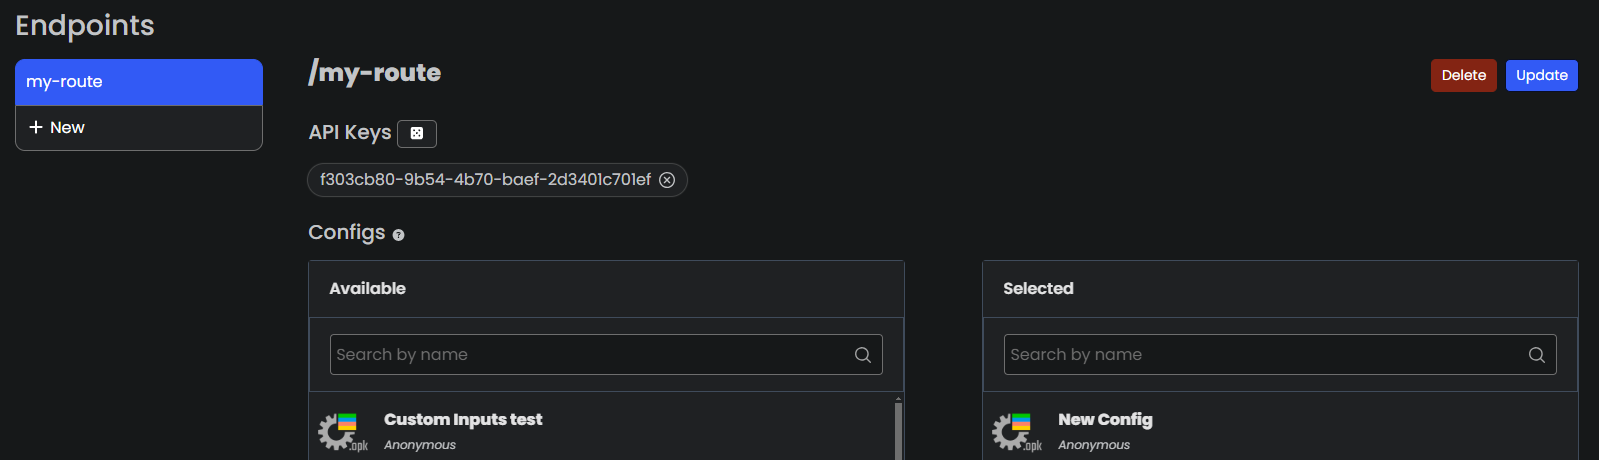 Endpoints
my-route
+ New
/my-route
Delete
Update
API Keys
f303cb80-9b54-4b70-baef-2d3401c701ef
Configs
Available
Search by name
Custom Inputs test
Anonymous
.opk
Selected
Search by name
New Config
Anonymous
.opk